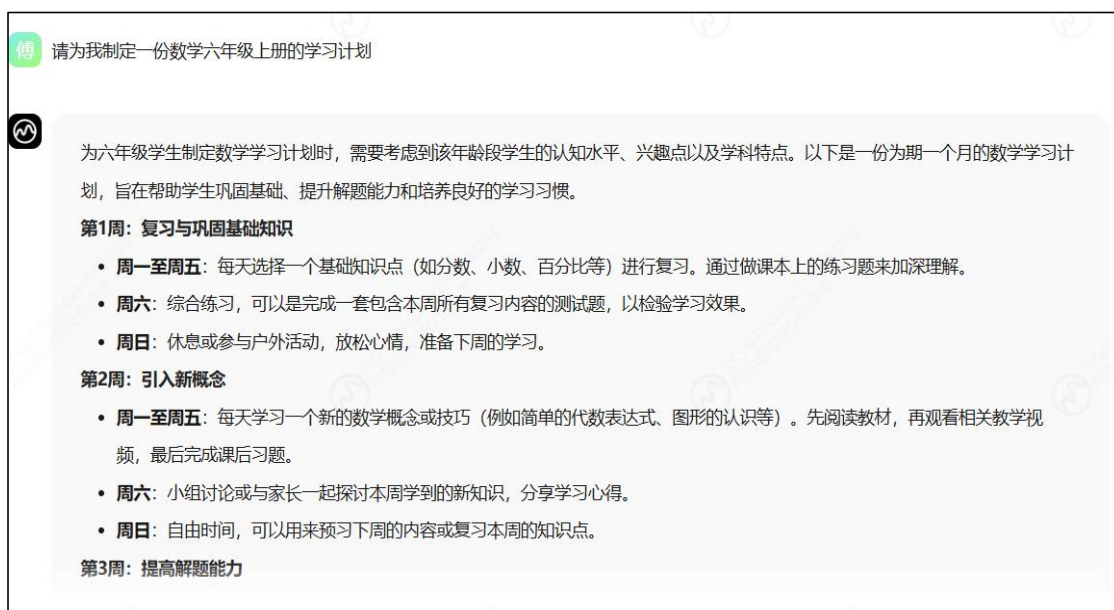 傅 请为我制定一份数学六年级上册的学习计划
为六年级学生制定数学学习计划时，需要考虑到该年龄段学生的认知水平、兴趣点以及学科特点。以下是一份为期一个月的数学学习计
划，旨在帮助学生巩固基础、提升解题能力和培养良好的学习习惯。
第1周：复习与巩固基础知识
• 周一至周五：每天选择一个基础知识点（如分数、小数、百分比等）进行复习。通过做课本上的练习题来加深理解。
• 周六：综合练习，可以是完成一套包含本周所有复习内容的测试题，以检验学习效果。
• 周日：休息或参与户外活动，放松心情，准备下周的学习。
第2周：引入新概念
• 周一至周五：每天学习一个新的数学概念或技巧（例如简单的代数表达式、图形的认识等）。先阅读教材，再观看相关教学视
频，最后完成课后习题。
• 周六：小组讨论或与家长一起探讨本周学到的新知识，分享学习心得。
• 周日：自由时间，可以用来预习下周的内容或复习本周的知识点。
第3周：提高解题能力